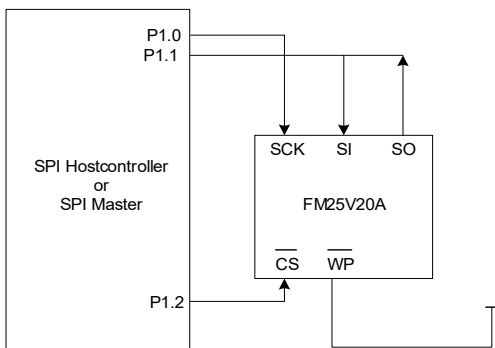 P1.0
P1.1
SCK SI SO
SPI Hostcontroller
or
SPI Master
FM25V20A
CS WP
P1.2